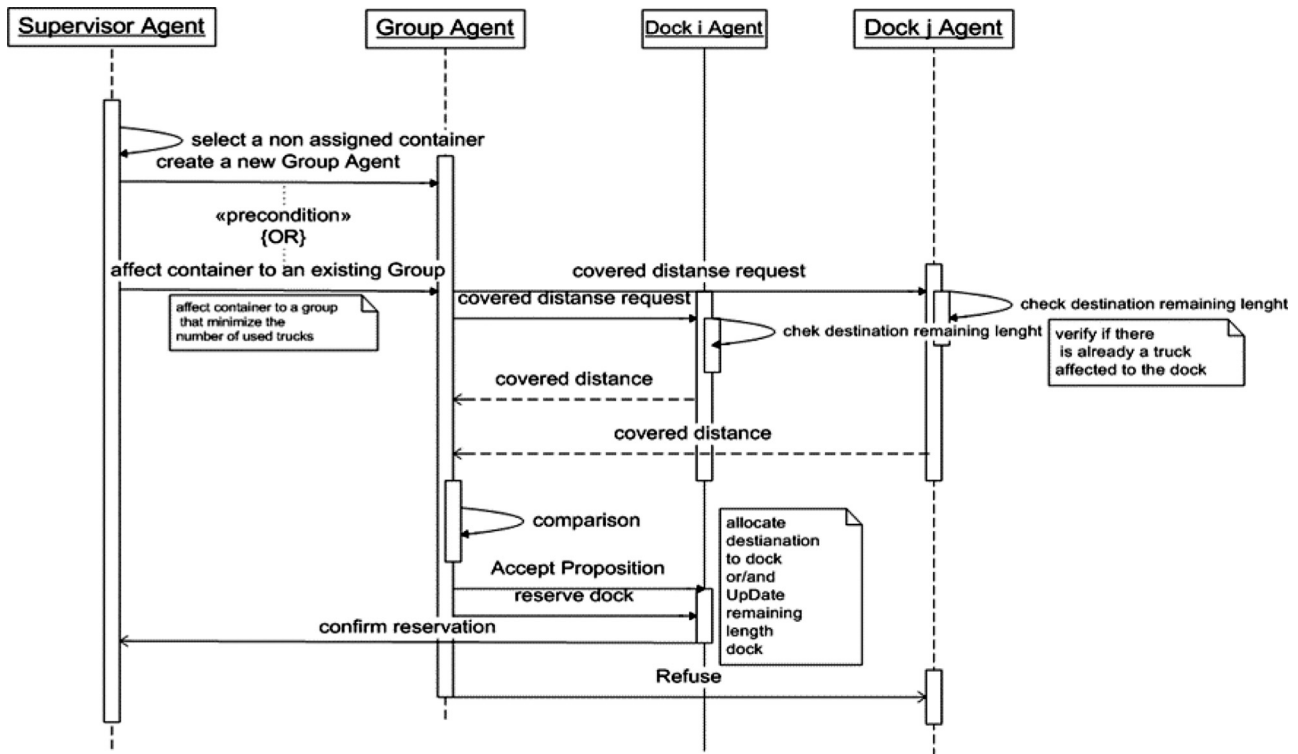 Supervisor Agent
Group Agent
Dock i Agent
Dock j Agent
select a non assigned container
create a new Group Agent
«precondition»
{OR}
affect container to an existing Group
covered distanse request
covered distanse request
affect container to a group
that minimize the
number of used trucks
check destination remaining lenght
chek destination remaining lenght
verify if there
is already a truck
affected to the dock
covered distance
covered distance
comparison
allocate
destianation
to dock
or/and
UpDate
remaining
length
dock
Accept Proposition
reserve dock
confirm reservation
Refuse